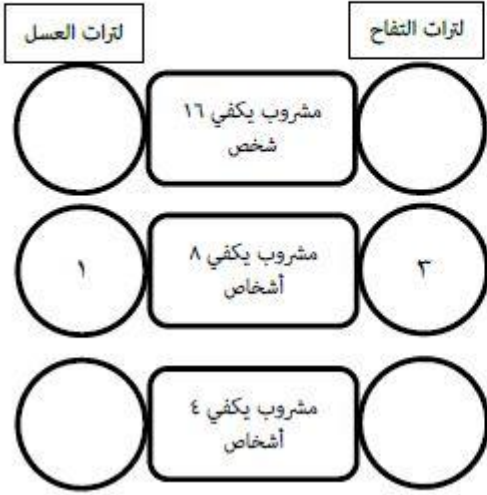 لترات التفاح
لترات العسل
مشروب يكفي ١٦
شخص
٣
مشروب يكفي ٨
أشخاص
١
مشروب يكفي ٤
أشخاص